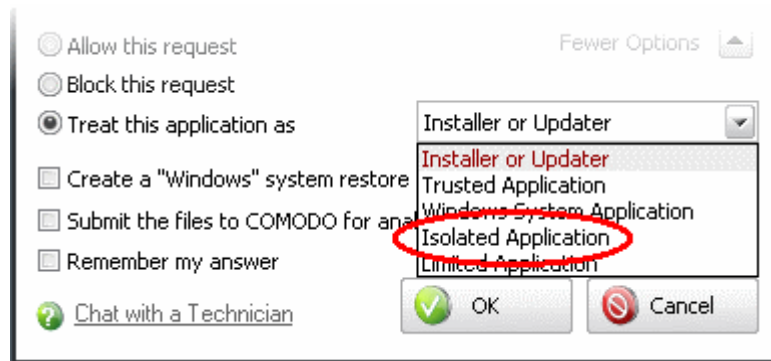 Allow this request
Fewer Options
Block this request
Treat this application as
Installer or Updater
Installer or Updater
Create a "Windows" system restore
Trusted Application
Windows System Application
Submit the files to COMODO for anal
Isolated Application
Remember my answer
Limited Application
Chat with a Technician
OK
Cancel